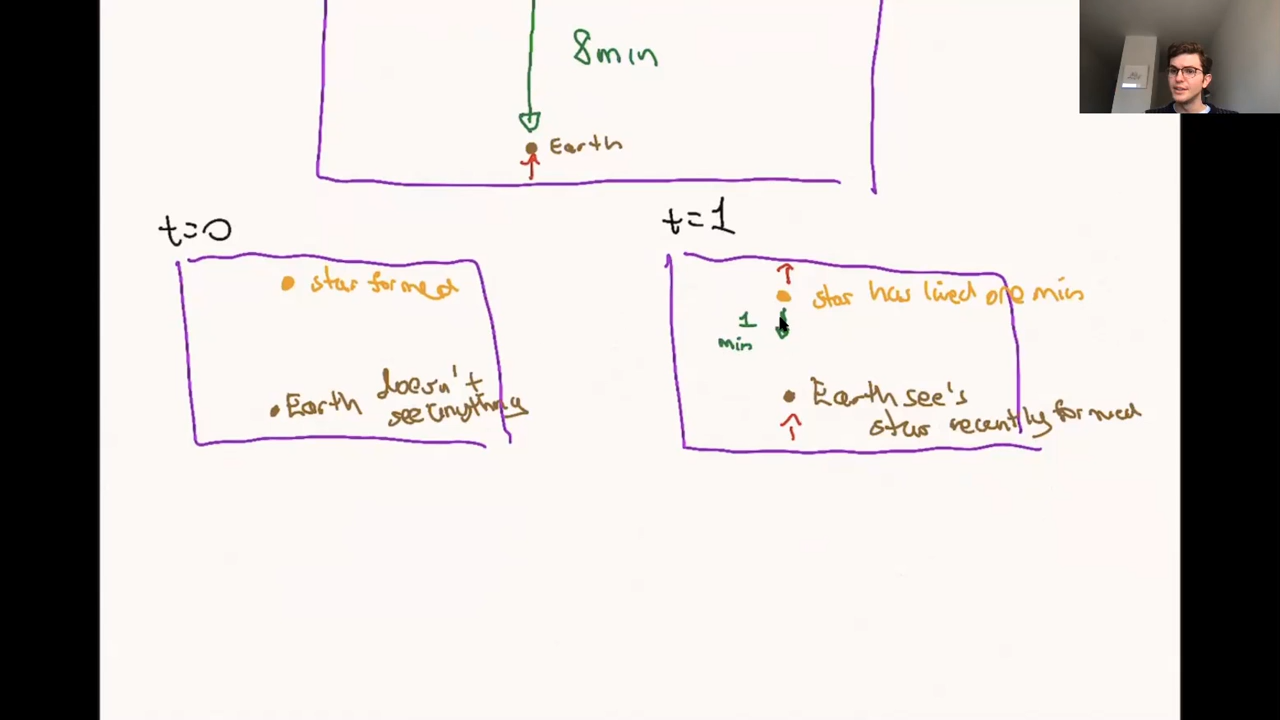 8min
Earth
t=0
t=1
star formed
star has lived one min
1
min
Earth doesn't
see anything
Earth see's
star recently formed